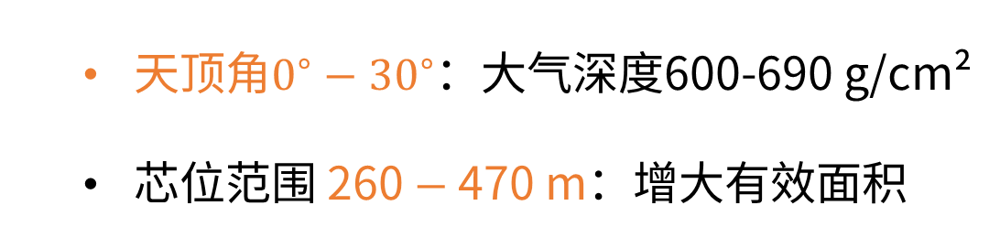 • 天顶角0° − 30°：大气深度600-690 g/cm²
• 芯位范围 260 – 470 m：增大有效面积